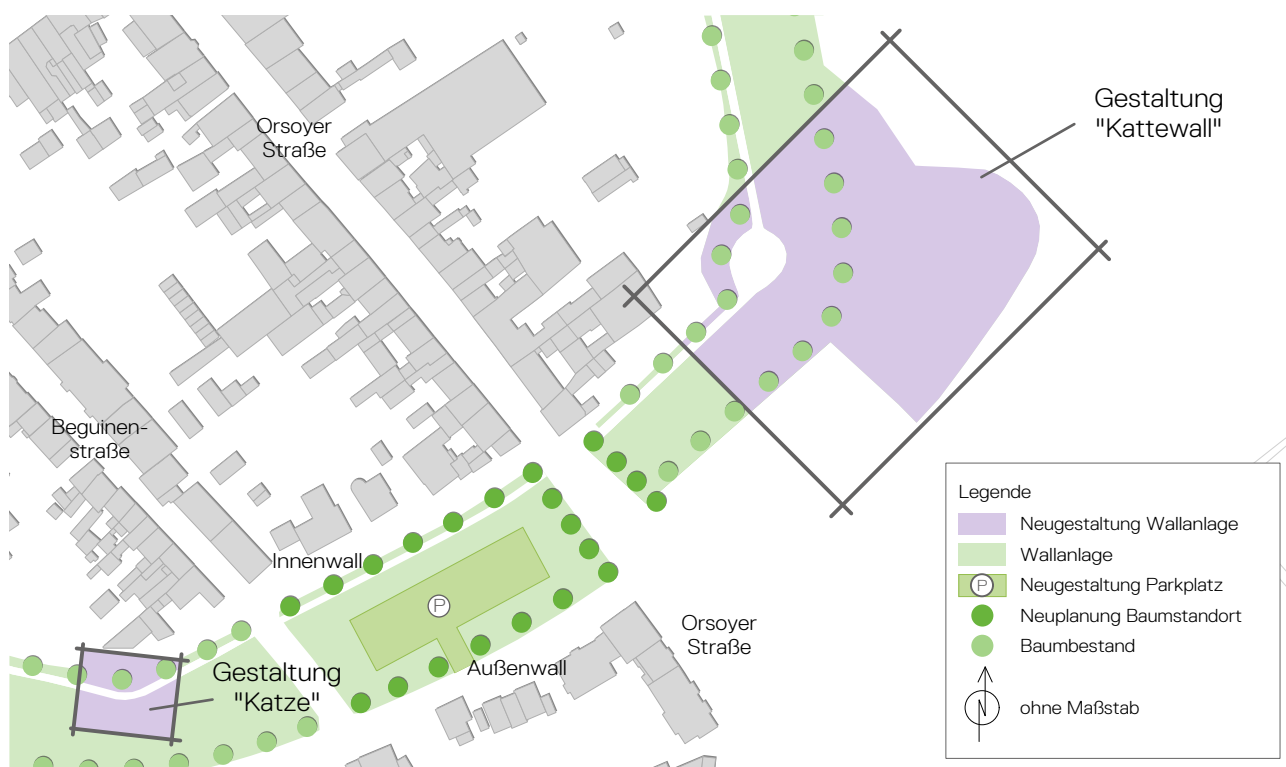 Orsoyer
Straße
Gestaltung
"Kattewall"
Beguinen-
straße
Innenwall
P
Orsoyer
Straße
Außenwall
Gestaltung
"Katze"
Legende
Neugestaltung Wallanlage
Wallanlage
P Neugestaltung Parkplatz
Neuplanung Baumstandort
Baumbestand
N ohne Maßstab